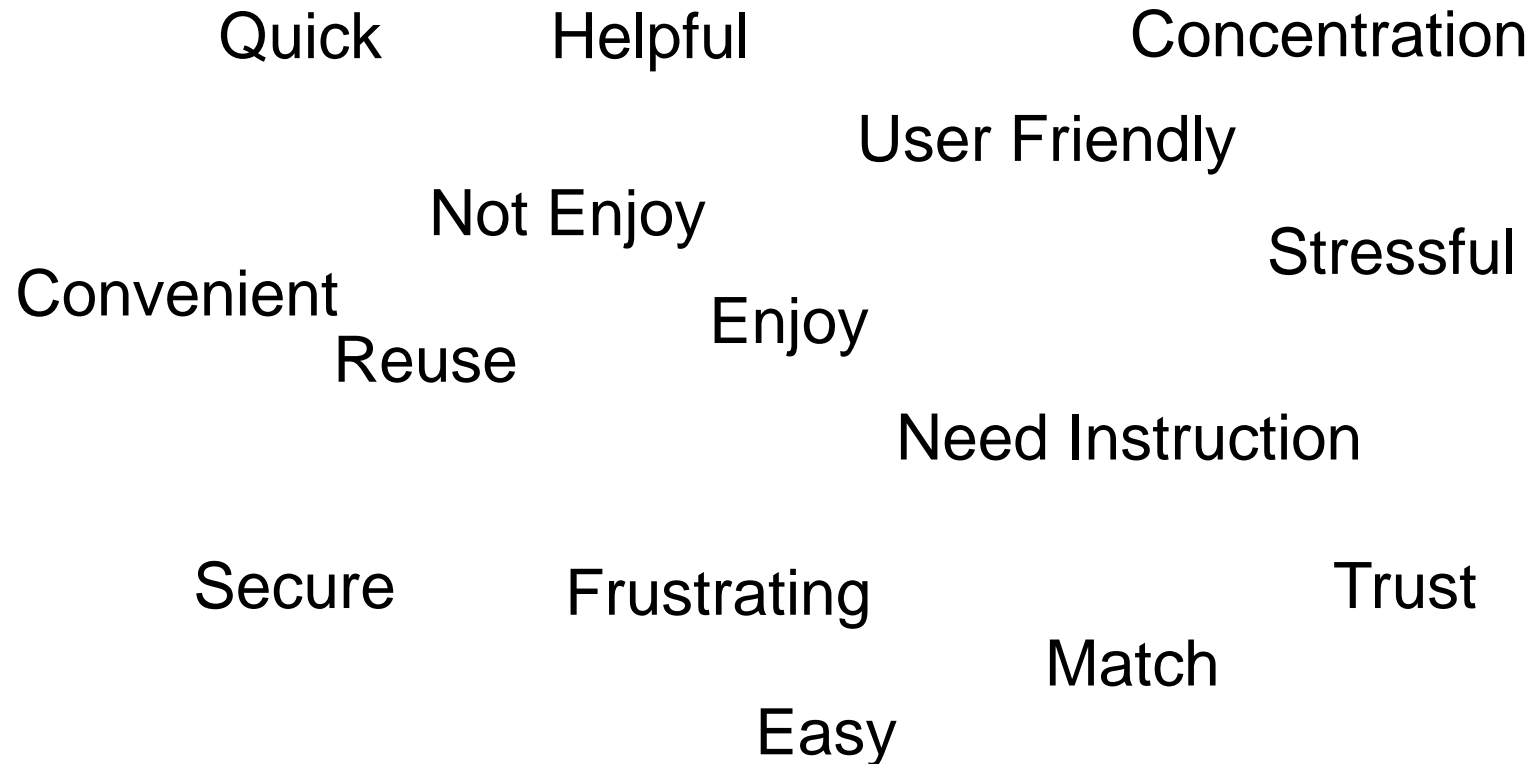 Quick Helpful Concentration
User Friendly
Not Enjoy
Stressful
Convenient
Enjoy
Reuse
Need Instruction
Secure Frustrating Trust
Match
Easy